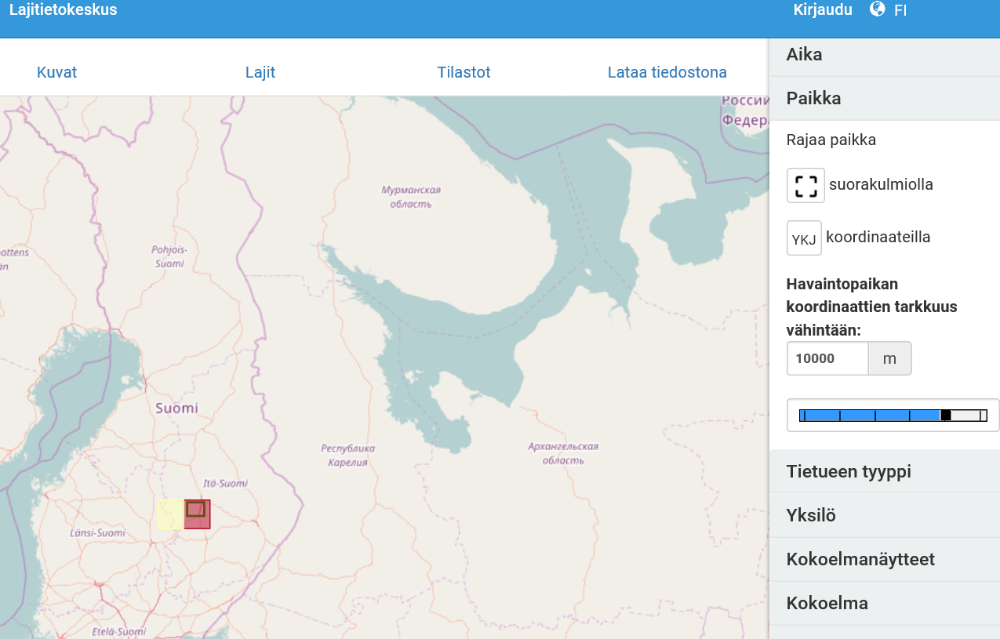 Lajitietokeskus
Kirjaudu FI
Kuvat Lajit Tilastot Lataa tiedostona
Росси
Федер
Мурманская
область
Pohjois-
Suomi
ottens
än
Suomi
Республика
Карелия
Архангельская
область
Itä-Suomi
Länsi-Suomi
Etelä-Suomi
Aika
Paikka
Rajaa paikka
suorakulmiolla
YKJ koordinaateilla
Havaintopaikan
koordinaattien tarkkuus
vähintään:
10000 m
Tietueen tyyppi
Yksilö
Kokoelmanäytteet
Kokoelma